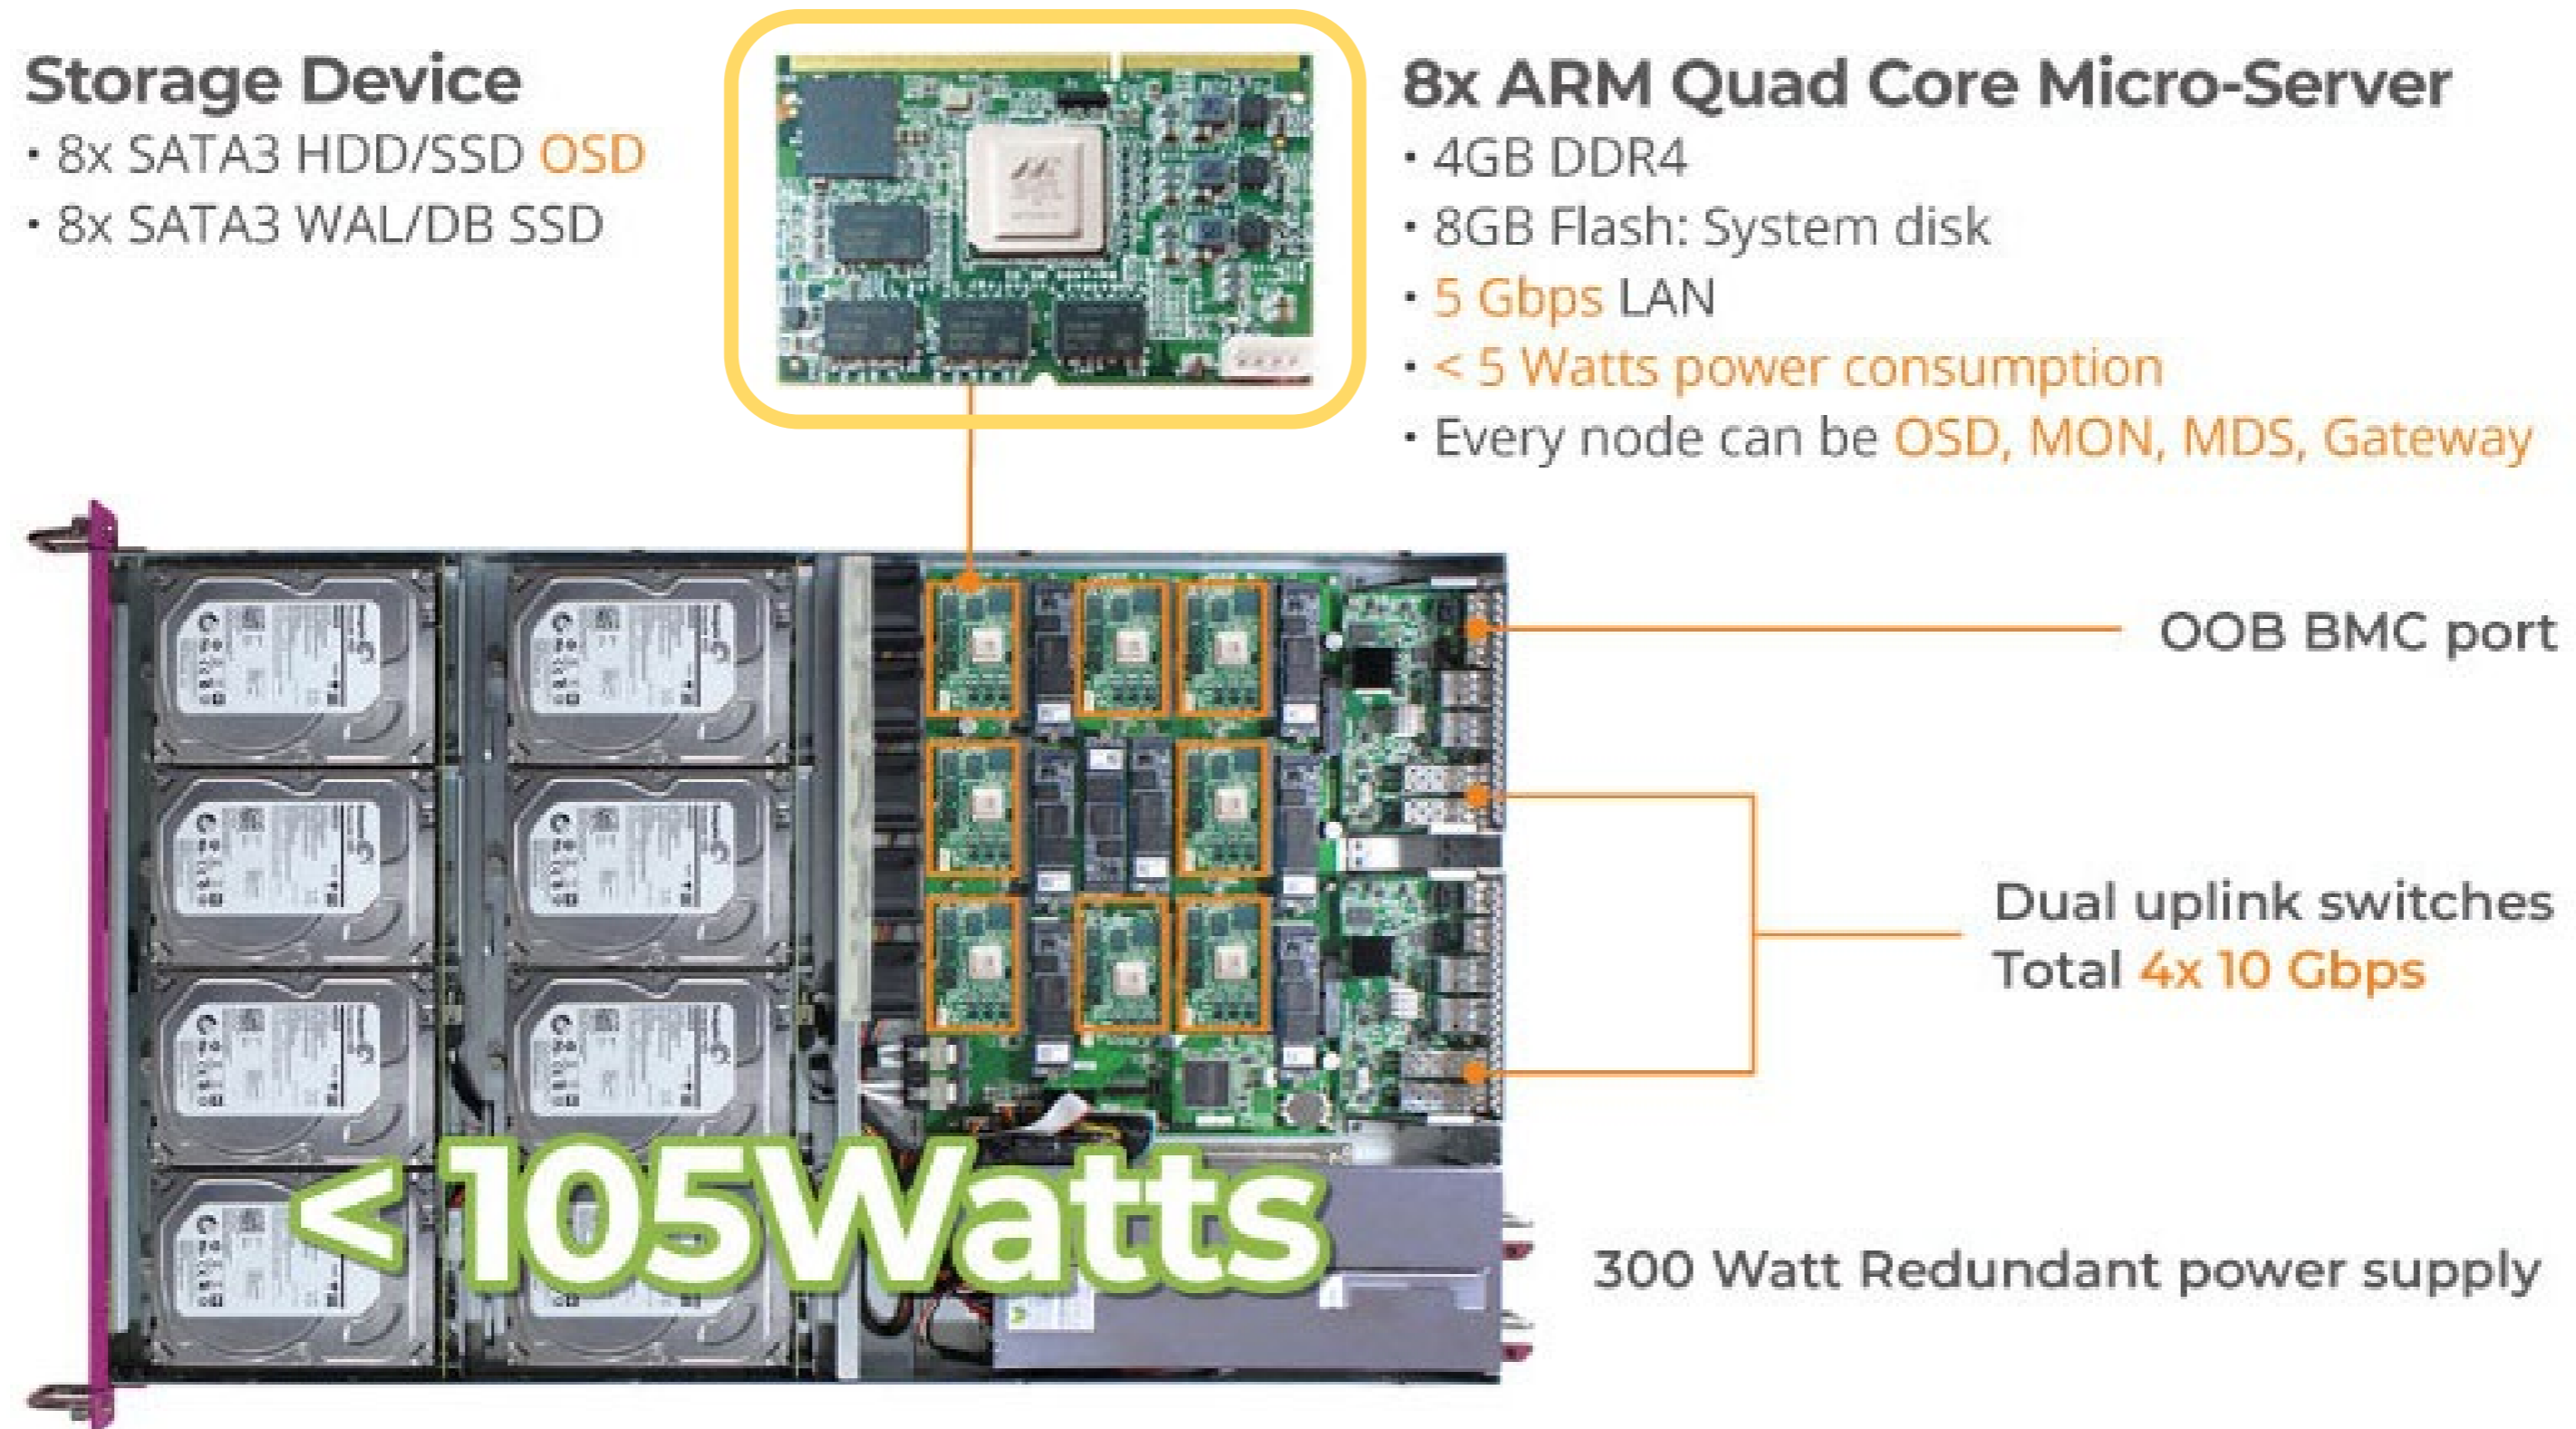 Storage Device
• 8x SATA3 HDD/SSD OSD
• 8x SATA3 WAL/DB SSD
8x ARM Quad Core Micro-Server
• 4GB DDR4
• 8GB Flash: System disk
• 5 Gbps LAN
• < 5 Watts power consumption
• Every node can be OSD, MON, MDS, Gateway
OOB BMC port
Dual uplink switches
Total 4x 10 Gbps
< 105Watts
300 Watt Redundant power supply